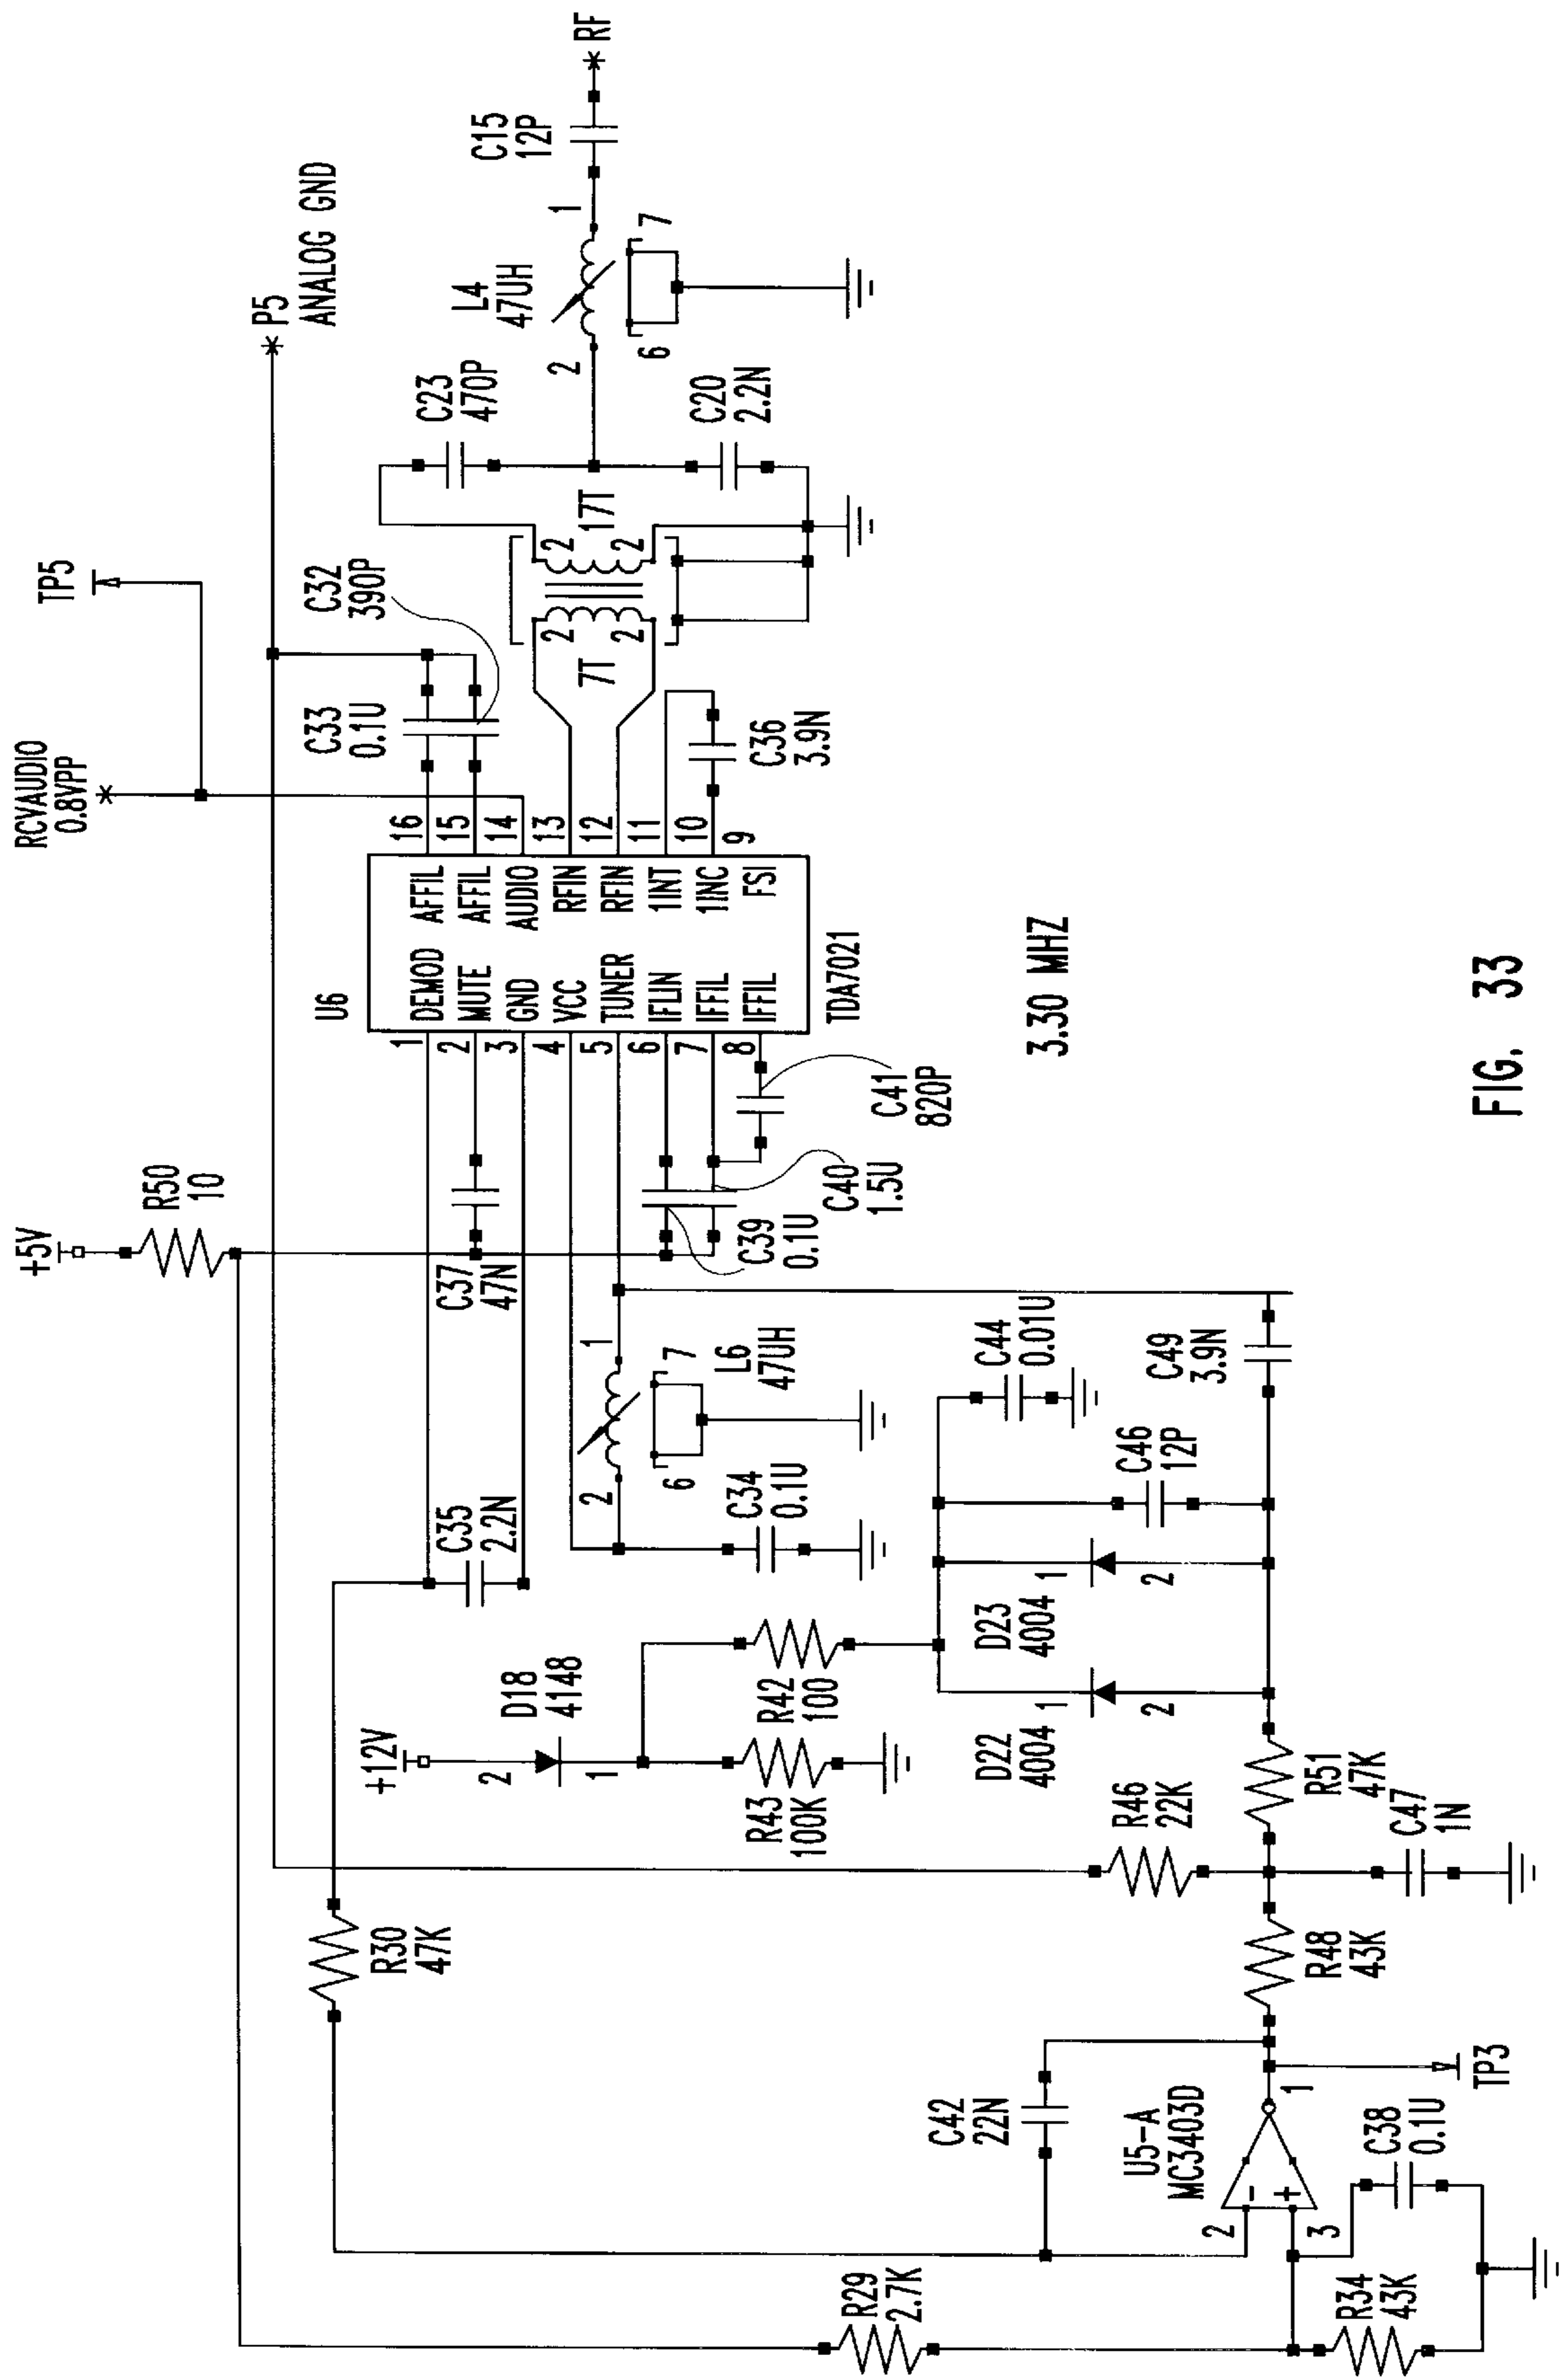 +5V
R50
10
RCVAUDIO
0.8VPP
TP5
P5
ANALOG GND
R30
47K
+12V
D18
4148
2
1
C35
2.2N
C37
47N
U6
1
DEMOD
AFFIL
16
2
MUTE
AFFIL
15
3
GND
AUDIO
14
4
VCC
RFIN
13
5
TUNER
RFIN
12
6
IFLIN
1INT
11
7
IFFIL
1INC
10
8
IFFIL
FSI
9
TDA7021
C33
0.1U
C32
390P
7T
2
2
2
2
17T
C23
470P
C20
2.2N
L4
47UH
2
1
6
7
C15
12P
RF
C36
3.9N
C39
0.1U
C40
1.5U
C41
820P
2
1
6
7
L6
47UH
C34
0.1U
R43
100K
R42
100
C44
0.01U
D22
4004
1
2
D23
4004
1
2
C46
12P
C49
3.9N
R46
22K
R51
47K
C47
1N
R48
43K
C42
22N
U5-A
MC3403D
2
-
+
3
1
TP3
C38
0.1U
R29
2.7K
R34
43K
3.30 MHZ
FIG. 33